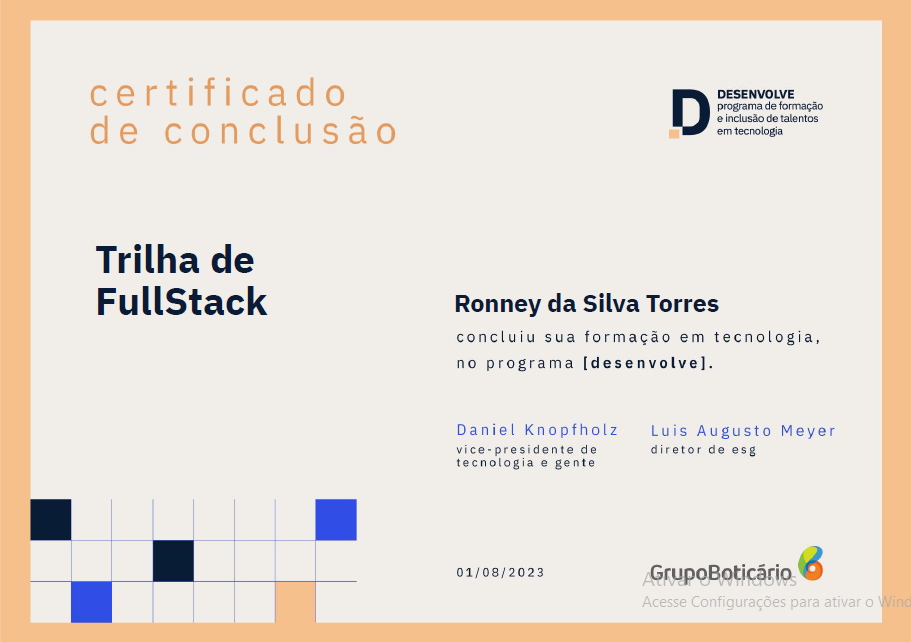 certificado
de conclusão
DESENVOLVE
programa de formação
e inclusão de talentos
em tecnologia
Trilha de
FullStack
Ronney da Silva Torres
concluiu sua formação em tecnologia,
no programa [desenvolve].
Daniel Knopfholz
vice-presidente de
tecnologia e gente
Luis Augusto Meyer
diretor de esg
01/08/2023
GrupoBoticário
Ativar o Windows
Acesse Configurações para ativar o Wind